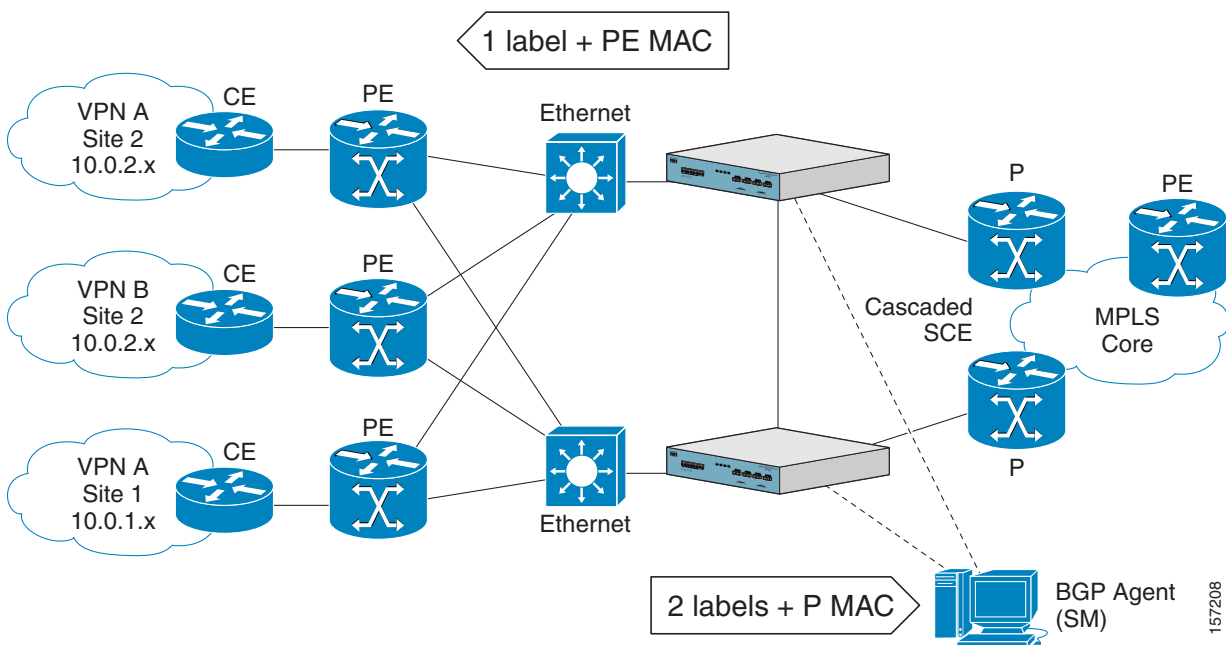 1 label + PE MAC
VPN A
Site 2
10.0.2.x
CE
PE
Ethernet
P
PE
VPN B
Site 2
10.0.2.x
CE
PE
Cascaded
SCE
MPLS
Core
VPN A
Site 1
10.0.1.x
CE
PE
Ethernet
P
2 labels + P MAC
BGP Agent
(SM)
157208